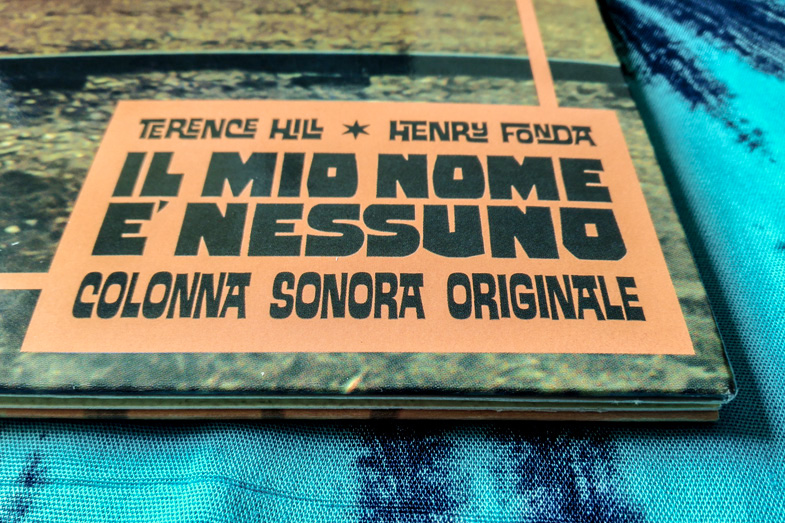 TERENCE HILL ★ HENRY FONDA
IL MIO NOME
E' NESSUNO
COLONNA SONORA ORIGINALE